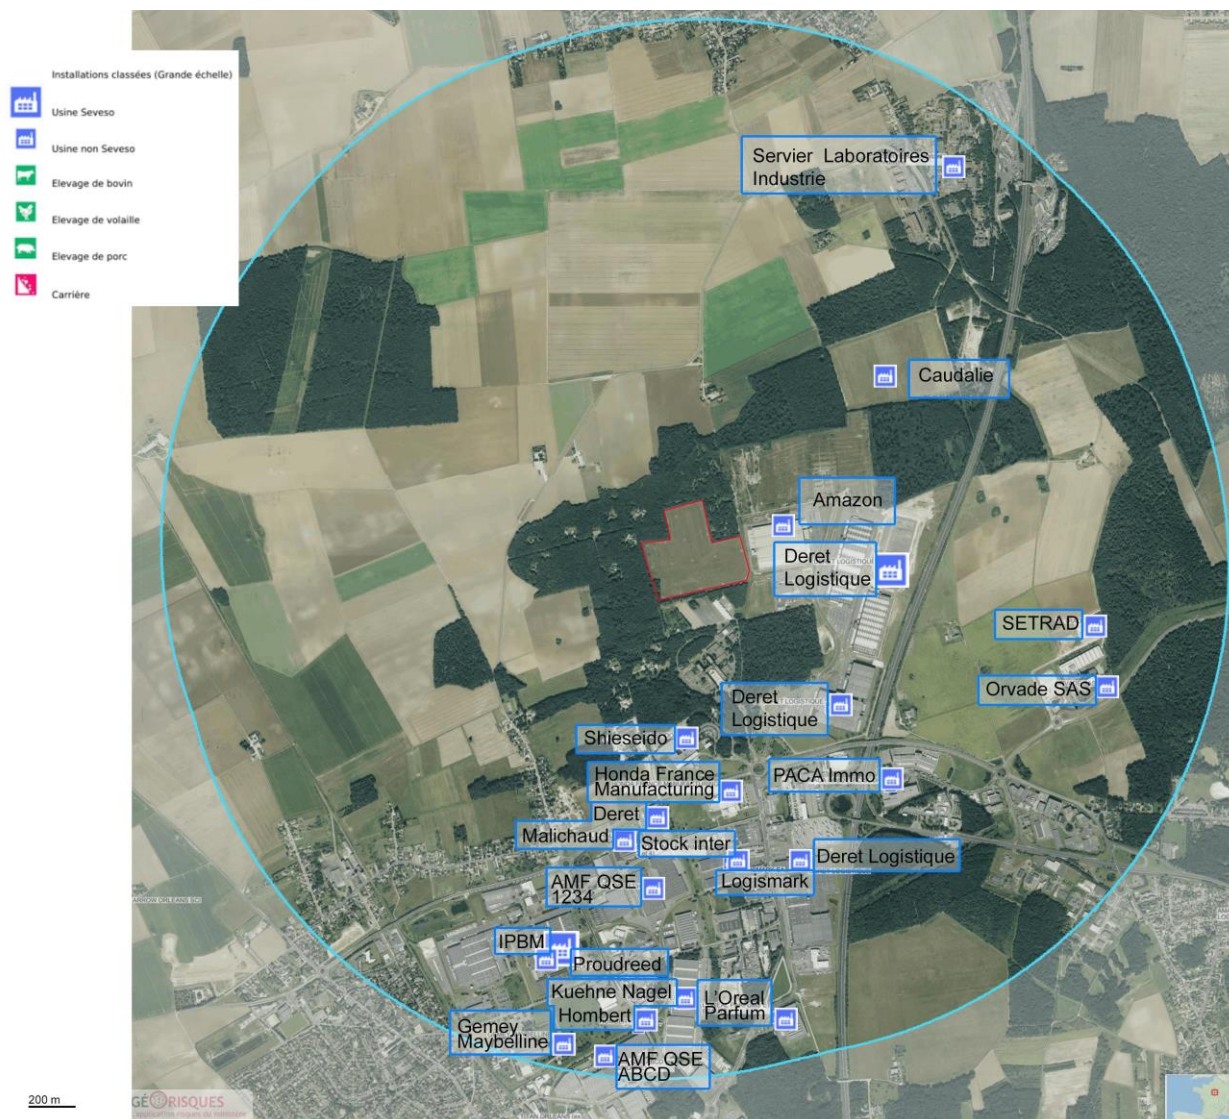 Installations classées (Grande échelle)
Usine Seveso
Usine non Seveso
Elevage de bovin
Elevage de volaille
Elevage de porc
Carrière
Servier Laboratoires
Industrie
Caudalie
Amazon
Deret
Logistique
LOGISTIQUE
SETRAD
Orvade SAS
Deret
Logistique
LOGISTIQUE
Shieseido
Honda France
Manufacturing
PACA Immo
Deret
Malichaud
Stock inter
Deret Logistique
Logismark
AMF QSE
1234
IPBM
Proudreed
Kuehne Nagel
L'Oreal
Parfum
Hombert
Gemey
Maybelline
AMF QSE
ABCD
200 m
GÉORISQUES